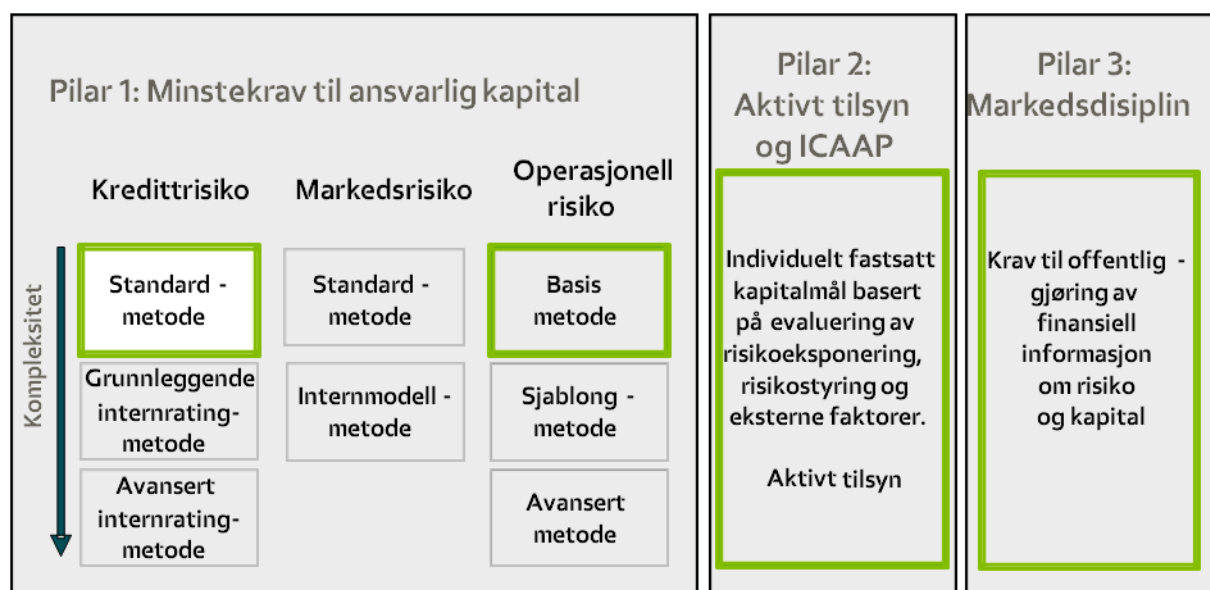 Pilar 1: Minstekrav til ansvarlig kapital
Kredittrisiko
Markedsrisiko
Operasjonell
risiko
Kompleksitet
Standard -
metode
Standard -
metode
Basis
metode
Grunnleggende
internrating-
metode
Internmodell -
metode
Sjablong -
metode
Avansert
internrating-
metode
Avansert
metode
Pilar 2:
Aktivt tilsyn
og ICAAP
Individuelt fastsatt
kapitalmål basert
på evaluering av
risikoeksponering,
risikostyring og
eksterne faktorer.
Aktivt tilsyn
Pilar 3:
Markedsdisiplin
Krav til offentlig -
gjøring av
finansiell
informasjon
om risiko
og kapital